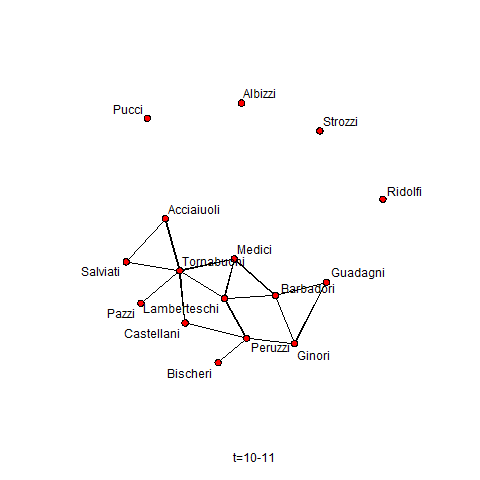 Albizzi
Pucci
Strozzi
Ridolfi
Acciaiuoli
Medici
Tornabuoni
Salviati
Guadagni
Barbadori
Lamberteschi
Pazzi
Castellani
Peruzzi
Ginori
Bischeri
t=10-11